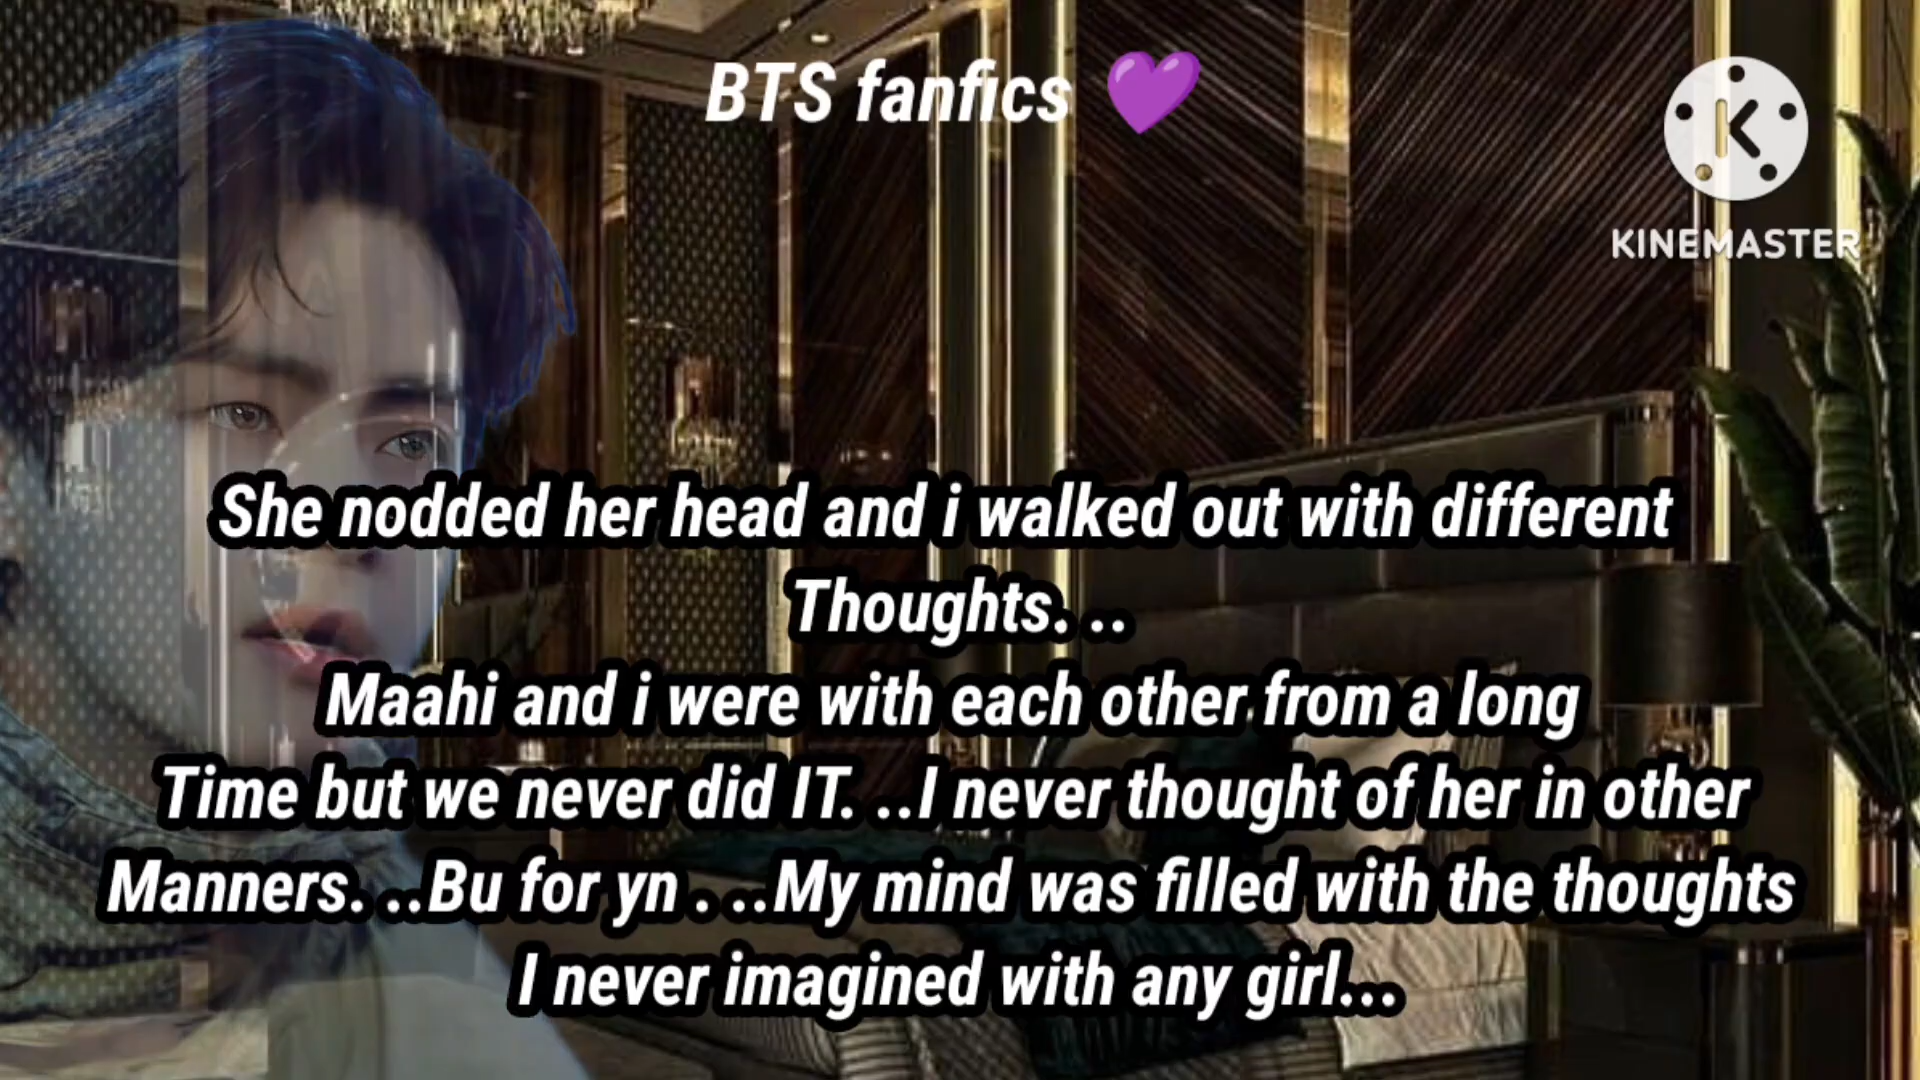 BTS fanfics 💜
KINEMASTER
She nodded her head and i walked out with different
Thoughts. ..
Maahi and i were with each other from a long
Time but we never did IT. ..I never thought of her in other
Manners. ..Bu for yn . ..My mind was filled with the thoughts
I never imagined with any girl...